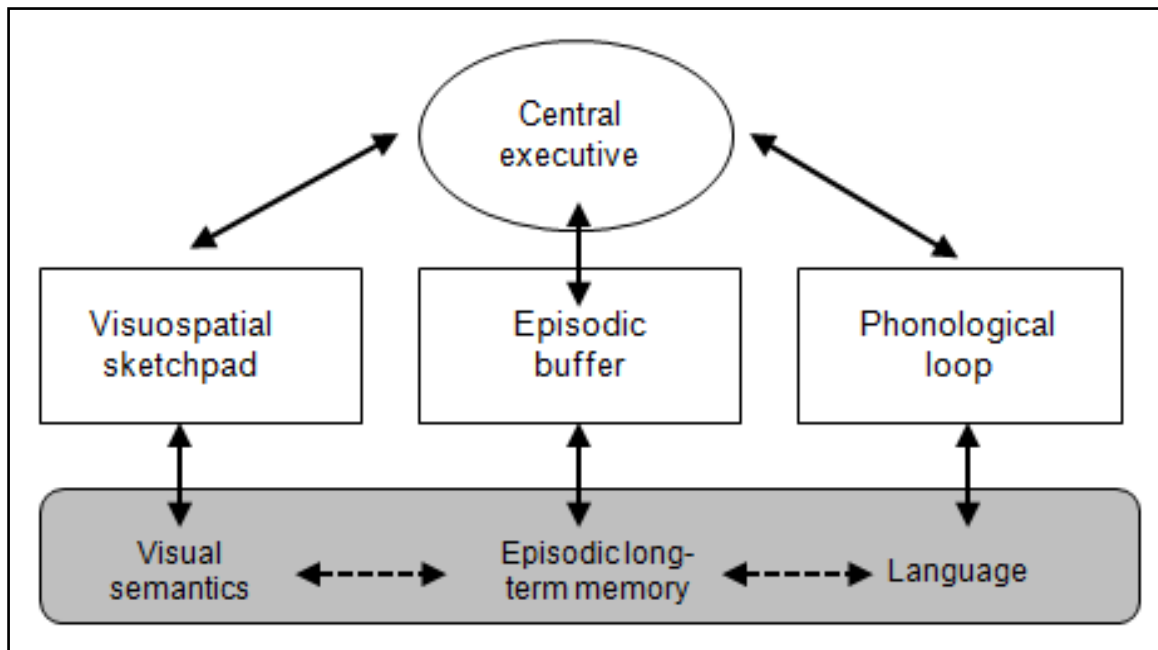 Central
executive
Visuospatial
sketchpad
Episodic
buffer
Phonological
loop
Visual
semantics
Episodic long-
term memory
Language